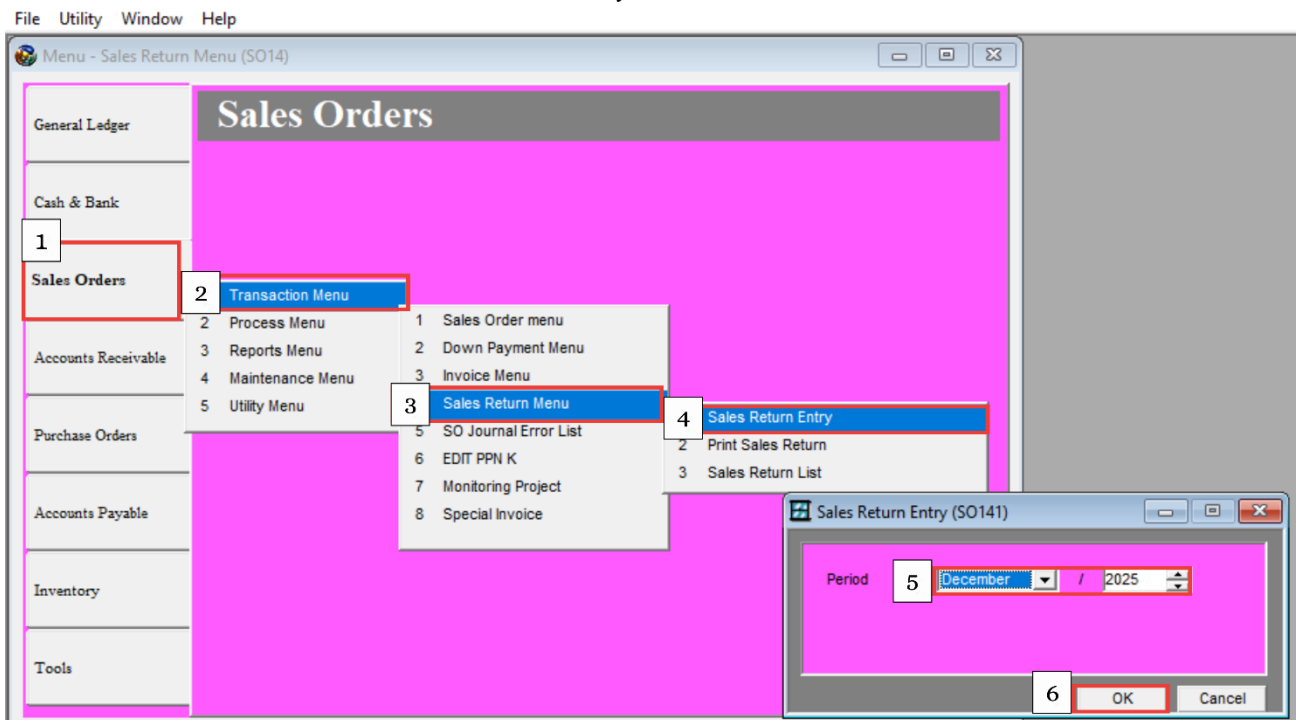 File Utility Window Help
Menu - Sales Return Menu (SO14)
Sales Orders
General Ledger
Cash & Bank
1
Sales Orders
Accounts Receivable
Purchase Orders
Accounts Payable
Inventory
Tools
2 Transaction Menu
2 Process Menu
3 Reports Menu
4 Maintenance Menu
5 Utility Menu
1 Sales Order menu
2 Down Payment Menu
3 Invoice Menu
3 Sales Return Menu
5 SO Journal Error List
6 EDIT PPN K
7 Monitoring Project
8 Special Invoice
4 Sales Return Entry
2 Print Sales Return
3 Sales Return List
Sales Return Entry (SO141)
Period 5 December / 2025
6 OK Cancel